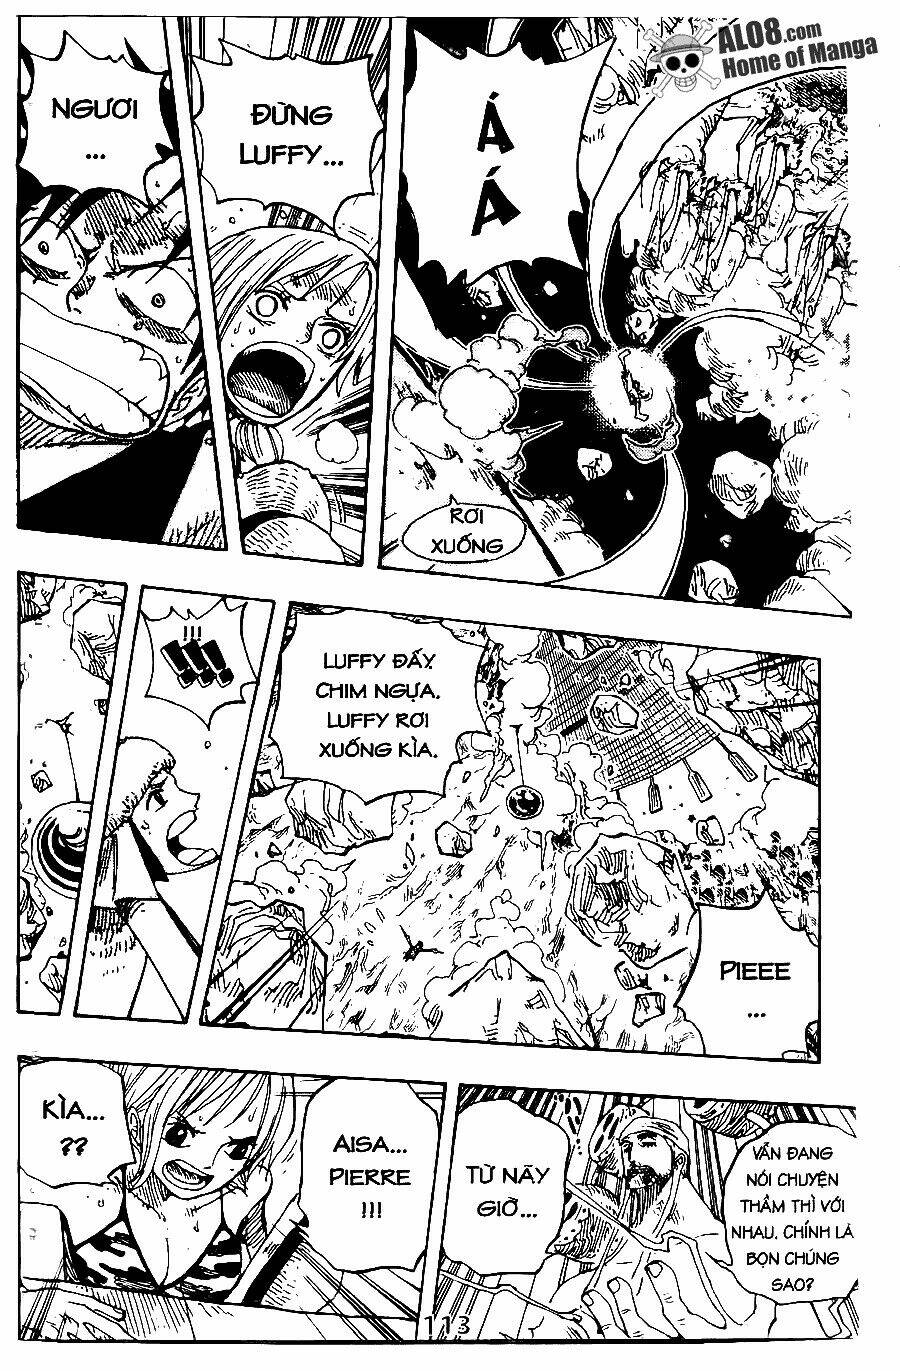 AL08.com
Home of Manga
NGƯƠI
...
ĐỪNG
LUFFY...
Á
Á
RƠI
XUỐNG
!!!
LUFFY ĐẤY.
CHIM NGỰA.
LUFFY RƠI
XUỐNG KÌA.
PIEEE
...
KÌA...
??
AISA...
PIERRE
!!!
TỪ NÃY
GIỜ...
VẪN ĐANG
NÓI CHUYỆN
THẦM THÌ VỚI
NHAU. CHÍNH LÀ
BỌN CHÚNG
SAO?
113